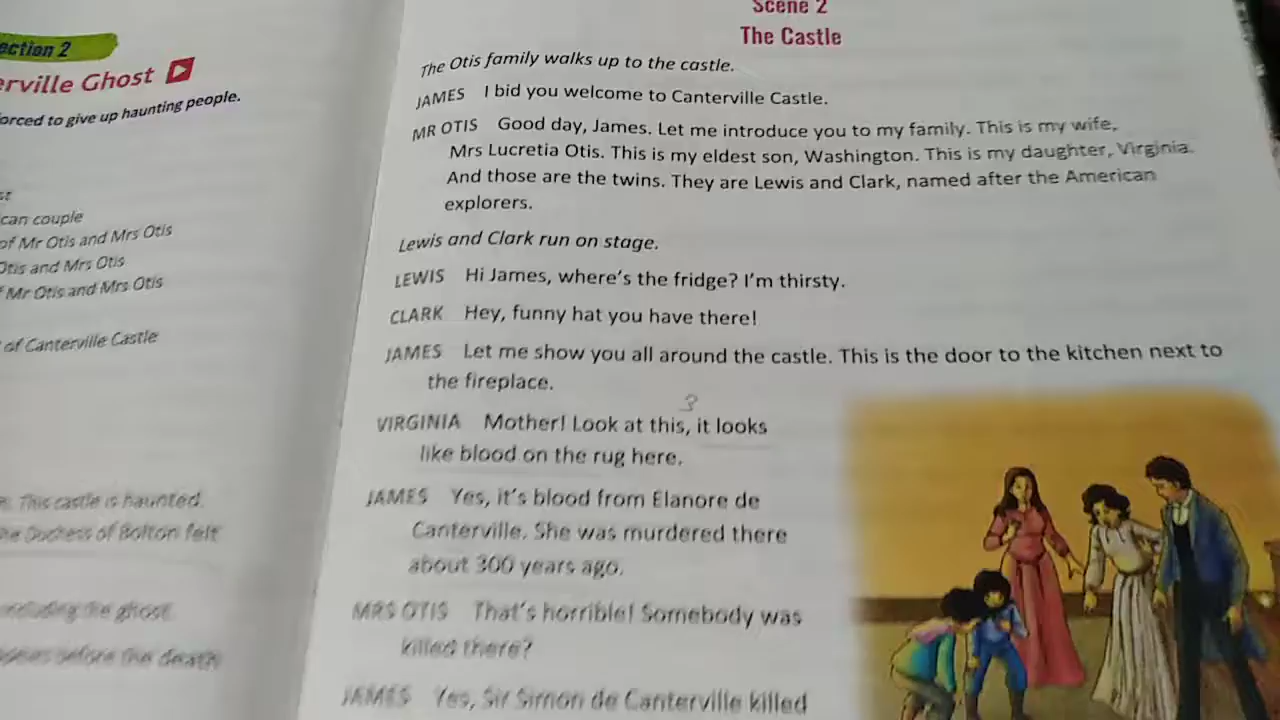 ection 2
erville Ghost
orced to give up haunting people.
st
can couple
of Mr Otis and Mrs Otis
Otis and Mrs Otis
Mr Otis and Mrs Otis
of Canterville Castle
This castle is haunted.
Duchess of Bolton felt
including the ghost.
before the death
Scene 2
The Castle
The Otis family walks up to the castle.
JAMES I bid you welcome to Canterville Castle.
MR OTIS Good day, James. Let me introduce you to my family. This is my wife,
Mrs Lucretia Otis. This is my eldest son, Washington. This is my daughter, Virginia.
And those are the twins. They are Lewis and Clark, named after the American
explorers.
Lewis and Clark run on stage.
LEWIS Hi James, where's the fridge? I'm thirsty.
CLARK Hey, funny hat you have there!
JAMES Let me show you all around the castle. This is the door to the kitchen next to
the fireplace.
3
VIRGINIA Mother! Look at this, it looks
like blood on the rug here.
JAMES Yes, it's blood from Elanore de
Canterville. She was murdered there
about 300 years ago.
MRS OTIS That's horrible! Somebody was
killed there?
JAMES Yes, Sir Simon de Canterville killed